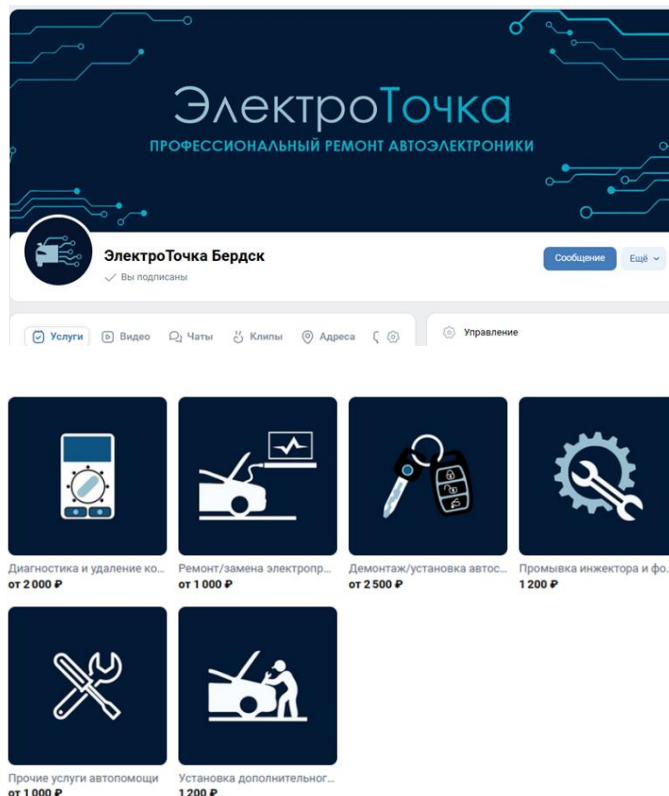 ЭлектроТочка
ПРОФЕССИОНАЛЬНЫЙ РЕМОНТ АВТОЭЛЕКТРОНИКИ
ЭлектроТочка Бердск
Вы подписаны
Сообщение
Ещё
Услуги Видео Чаты Клипы Адреса
Управление
Диагностика и удаление ко...
от 2 000 ₽
Ремонт/замена электропр...
от 1 000 ₽
Демонтаж/установка автос...
от 2 500 ₽
Промывка инжектора и фо...
1 200 ₽
Прочие услуги автопомощи
от 1 000 ₽
Установка дополнительног...
1 200 ₽